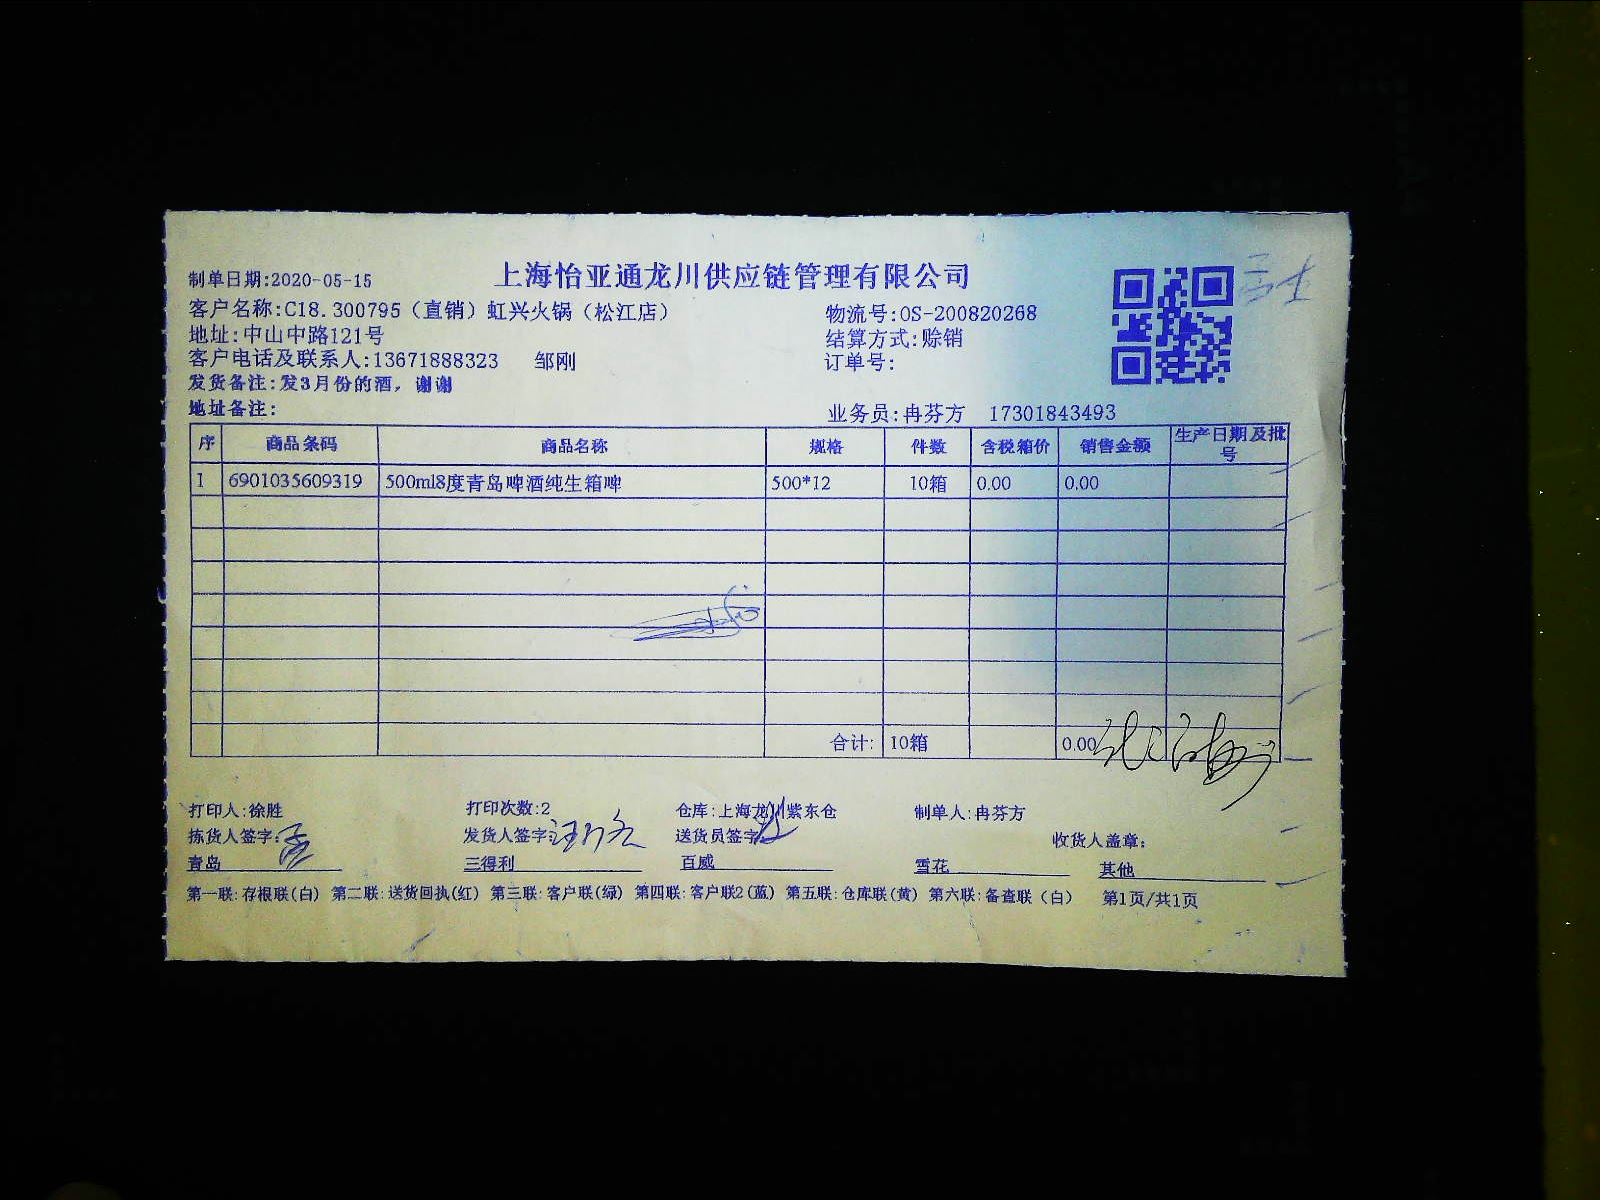 上海怡亚通龙川供应链管理有限公司
制单日期:2020-05-15
客户名称:C18.300795（直销）虹兴火锅（松江店） 物流号:OS-200820268
地址:中山中路121号 结算方式:赊销
客户电话及联系人:13671888323 邹刚 订单号:
发货备注:发3月份的酒，谢谢
地址备注: 业务员:冉芬方 17301843493
序 商品条码 商品名称 规格 件数 含税箱价 销售金额 生产日期及批号
1 6901035609319 500ml8度青岛啤酒纯生箱啤 500*12 10箱 0.00 0.00
合计: 10箱 0.00
打印人:徐胜 打印次数:2 仓库:上海龙川紫东仓 制单人:冉芬方
拣货人签字: 发货人签字: 送货员签字: 收货人盖章:
青岛 三得利 百威 雪花 其他
第一联:存根联(白) 第二联:送货回执(红) 第三联:客户联(绿) 第四联:客户联2(蓝) 第五联:仓库联(黄) 第六联:备查联（白） 第1页/共1页